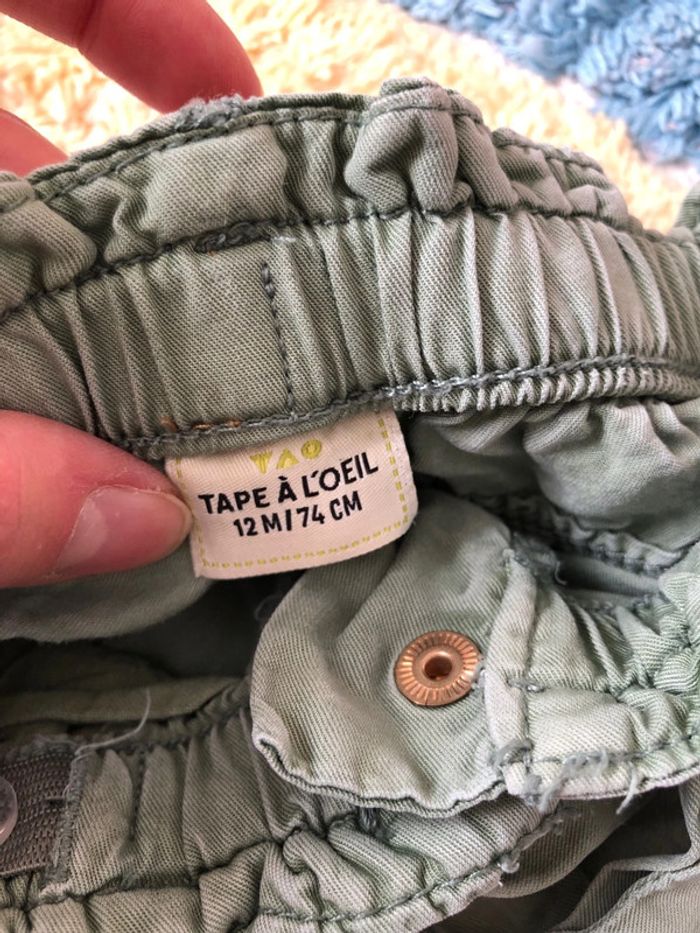 TAO
TAPE À L'OEIL
12 M/74 CM